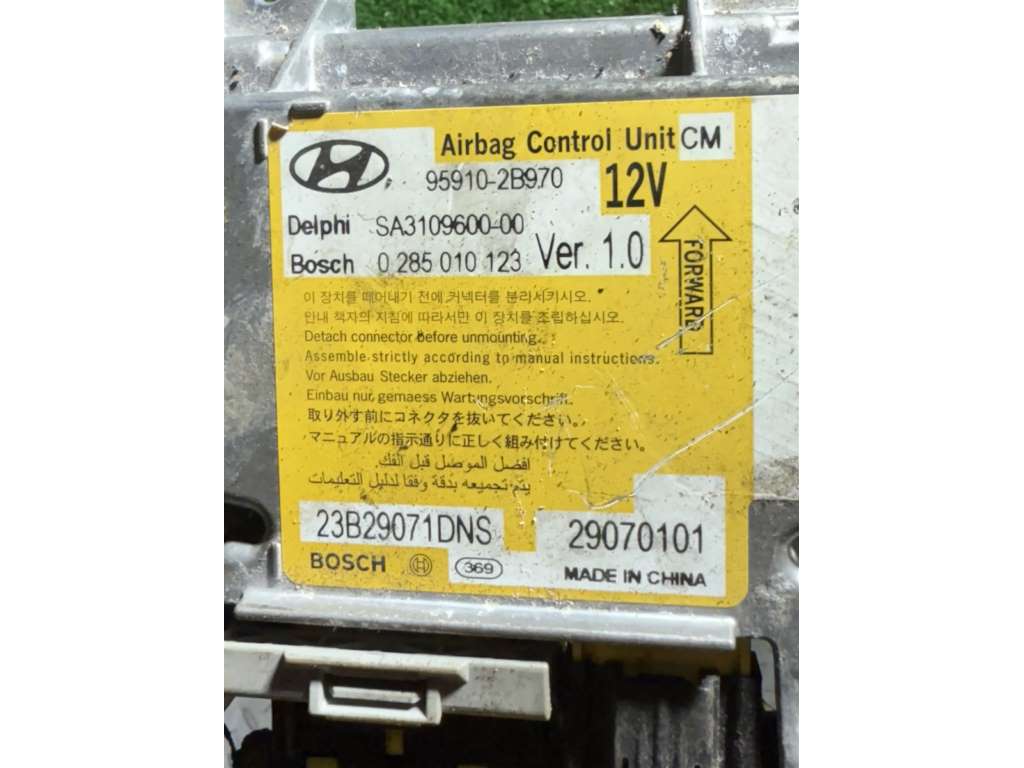 Airbag Control Unit CM
95910-2B970 12V
Delphi SA3109600-00
Bosch 0 285 010 123 Ver. 1.0
FORWARD
이 장치를 떼어내기 전에 커넥터를 분리시키시오.
안내 책자의 지침에 따라서만 이 장치를 조립하십시오.
Detach connector before unmounting.
Assemble strictly according to manual instructions.
Vor Ausbau Stecker abziehen.
Einbau nur gemaess Wartungsvorschrift.
取り外す前にコネクタを抜いてください。
マニュアルの指示通りに正しく組み付けてください。
افصل الموصل قبل الفك.
يتم تجميعه بدقة وفقا لدليل التعليمات
23B29071DNS 29070101
BOSCH 369 MADE IN CHINA